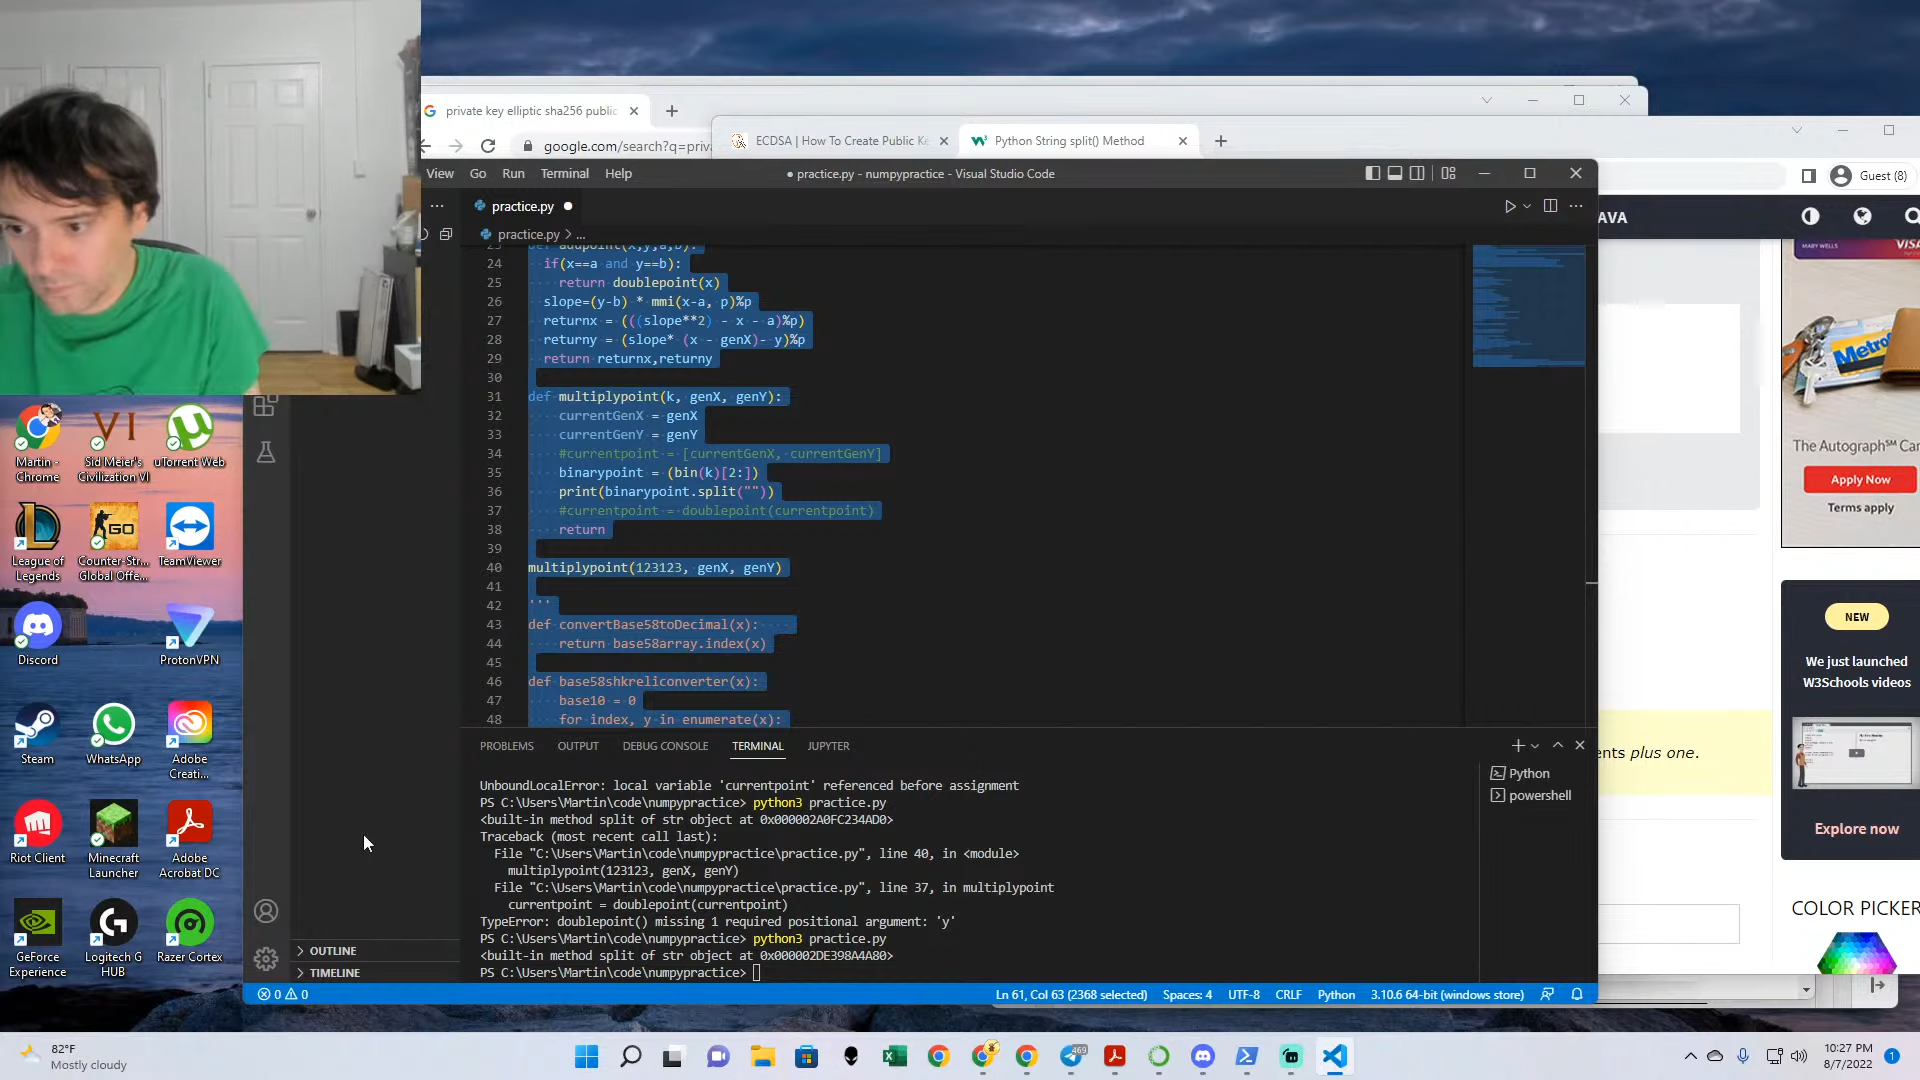 private key elliptic sha256 public
google.com/search?q=priva
ECDSA | How To Create Public Ke
Python String split() Method
View Go Run Terminal Help
● practice.py - numpypractice - Visual Studio Code
Guest (8)
practice.py
practice.py > ...
AVA
23 def addpoint(x,y,a,b):
24 if(x==a and y==b):
25 return doublepoint(x)
26 slope=(y-b) * mmi(x-a, p)%p
27 returnx = (((slope**2) - x - a)%p)
28 returny = (slope* (x - genX)- y)%p
29 return returnx,returny
30
31 def multiplypoint(k, genX, genY):
32 currentGenX = genX
33 currentGenY = genY
34 #currentpoint = [currentGenX, currentGenY]
35 binarypoint = (bin(k)[2:])
36 print(binarypoint.split(""))
37 #currentpoint = doublepoint(currentpoint)
38 return
39
40 multiplypoint(123123, genX, genY)
41
42 '''
43 def convertBase58toDecimal(x):
44 return base58array.index(x)
45
46 def base58shkreliconverter(x):
47 base10 = 0
48 for index, y in enumerate(x):
PROBLEMS OUTPUT DEBUG CONSOLE TERMINAL JUPYTER
UnboundLocalError: local variable 'currentpoint' referenced before assignment
PS C:\Users\Martin\code\numpypractice> python3 practice.py
<built-in method split of str object at 0x000002A0FC234AD0>
Traceback (most recent call last):
File "C:\Users\Martin\code\numpypractice\practice.py", line 40, in <module>
multiplypoint(123123, genX, genY)
File "C:\Users\Martin\code\numpypractice\practice.py", line 37, in multiplypoint
currentpoint = doublepoint(currentpoint)
TypeError: doublepoint() missing 1 required positional argument: 'y'
PS C:\Users\Martin\code\numpypractice> python3 practice.py
<built-in method split of str object at 0x000002DE398A4A80>
PS C:\Users\Martin\code\numpypractice>
Python
powershell
OUTLINE
TIMELINE
0 0
Ln 61, Col 63 (2368 selected) Spaces: 4 UTF-8 CRLF Python 3.10.6 64-bit (windows store)
MARY WELLS
VISA
Metro
The Autograph℠ Car
Apply Now
Terms apply
NEW
We just launched
W3Schools videos
Explore now
ents plus one.
COLOR PICKER
Martin -
Chrome
VI
Sid Meier's
Civilization VI
uTorrent Web
League of
Legends
GO
Counter-Str...
Global Offe...
TeamViewer
Discord
ProtonVPN
Steam
WhatsApp
Adobe
Creati...
Riot Client
Minecraft
Launcher
Adobe
Acrobat DC
GeForce
Experience
Logitech G
HUB
Razer Cortex
82°F
Mostly cloudy
469
10:27 PM
8/7/2022
1